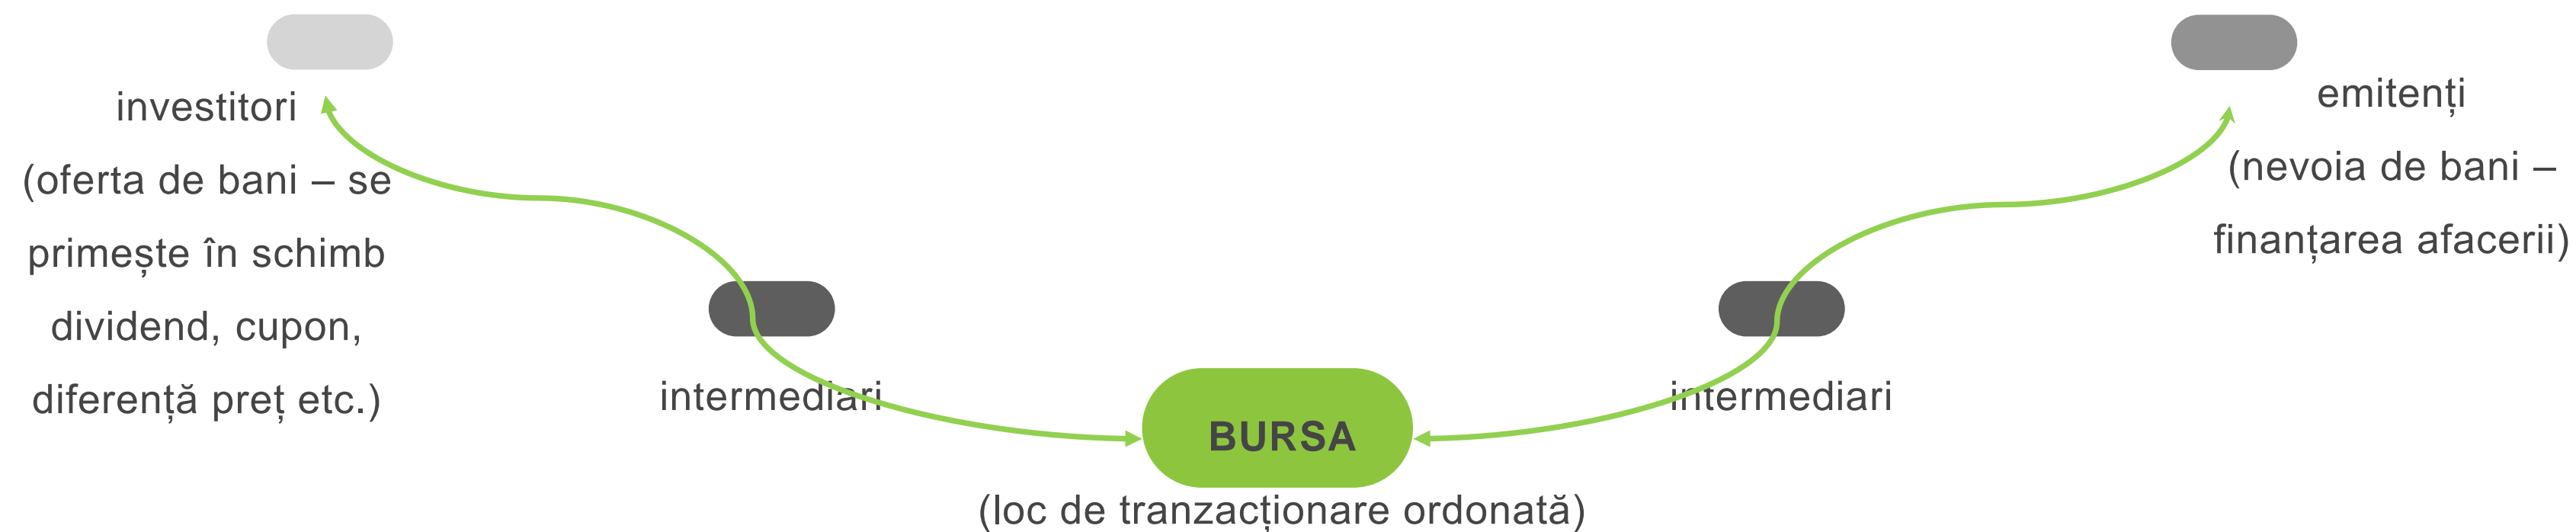 investitori
(oferta de bani – se
primește în schimb
dividend, cupon,
diferență preț etc.)
intermediari
BURSA
(loc de tranzacționare ordonată)
intermediari
emitenți
(nevoia de bani –
finanțarea afacerii)